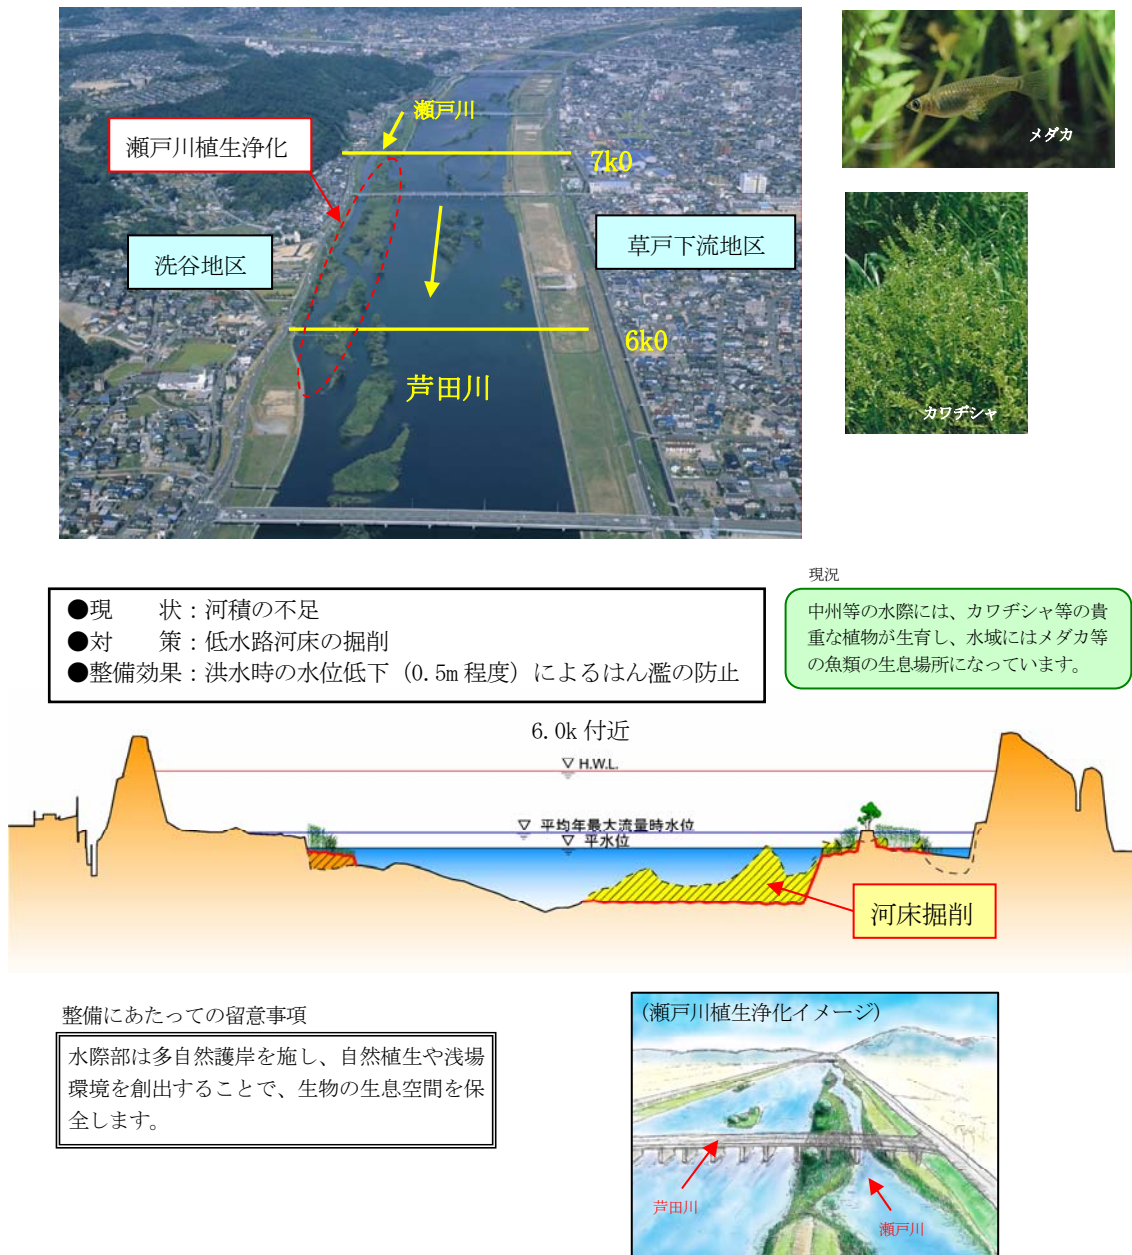 瀬戸川
瀬戸川植生浄化
7k0
メダカ
洗谷地区
草戸下流地区
6k0
芦田川
カワヂシャ
現況
中州等の水際には、カワヂシャ等の貴
重な植物が生育し、水域にはメダカ等
の魚類の生息場所になっています。
●現　　状：河積の不足
●対　　策：低水路河床の掘削
●整備効果：洪水時の水位低下（0.5m 程度）によるはん濫の防止
6.0k 付近
▽ H.W.L.
▽ 平均年最大流量時水位
▽ 平水位
河床掘削
整備にあたっての留意事項
水際部は多自然護岸を施し、自然植生や浅場
環境を創出することで、生物の生息空間を保
全します。
(瀬戸川植生浄化イメージ)
芦田川
瀬戸川